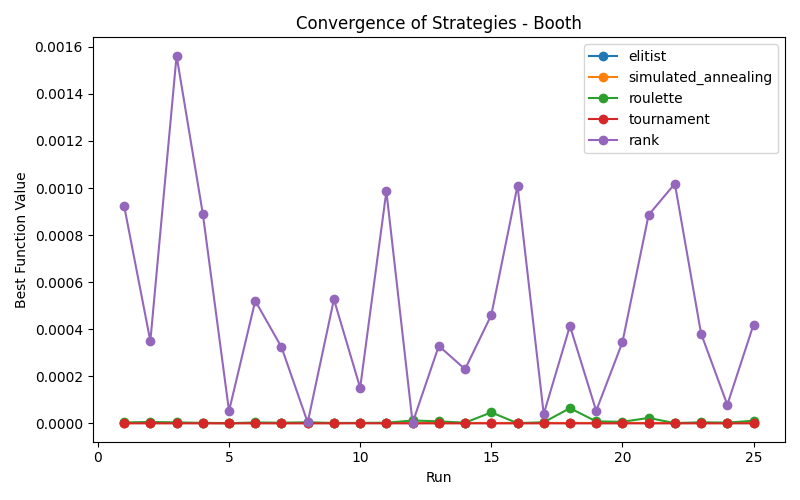 Convergence of Strategies - Booth
elitist
simulated_annealing
roulette
tournament
rank
Best Function Value
0.0016
0.0014
0.0012
0.0010
0.0008
0.0006
0.0004
0.0002
0.0000
0
5
10
15
20
25
Run